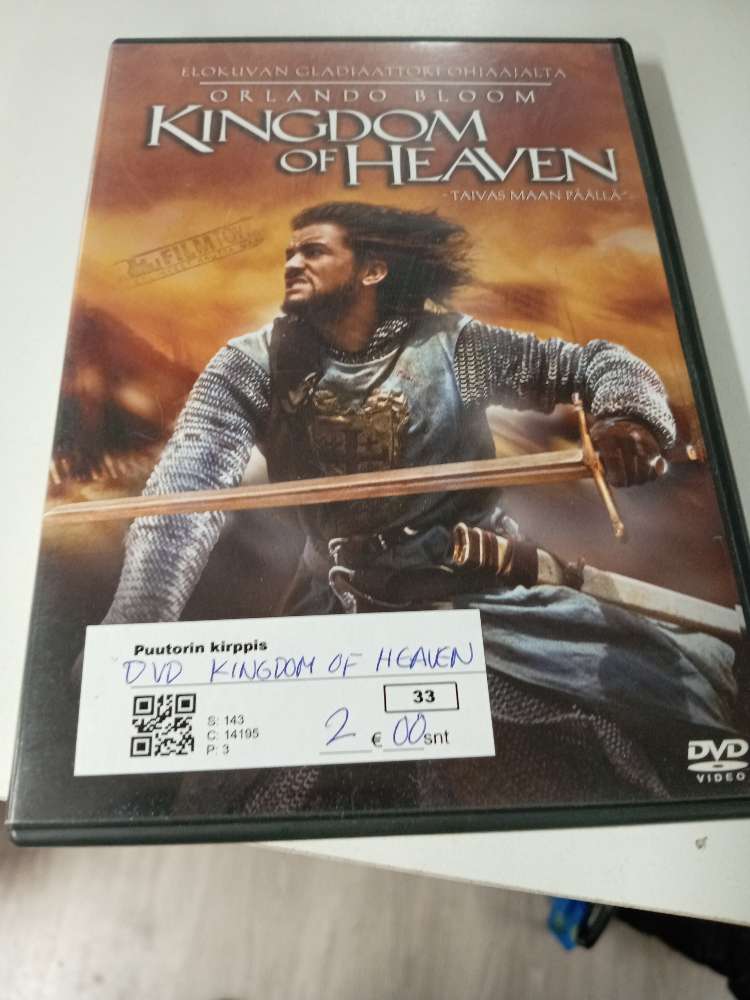 ELOKUVAN GLADIAATTORI OHJAAJALTA
ORLANDO BLOOM
KINGDOM
OF HEAVEN
- TAIVAS MAAN PÄÄLLÄ -
FILMTOWN
Puutorin kirppis
DVD KINGDOM OF HEAVEN
33
S: 143
C: 14195
P: 3
2 € 00 snt
DVD
VIDEO